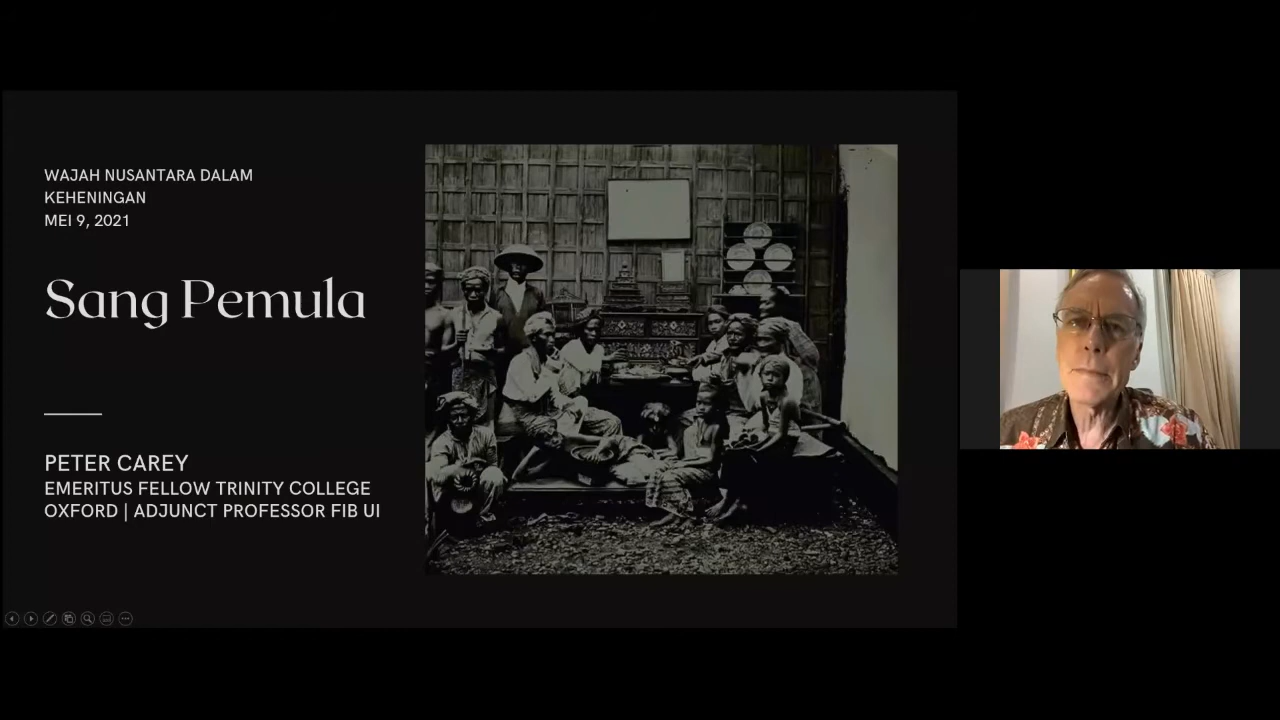 WAJAH NUSANTARA DALAM
KEHENINGAN
MEI 9, 2021
Sang Pemula
PETER CAREY
EMERITUS FELLOW TRINITY COLLEGE
OXFORD | ADJUNCT PROFESSOR FIB UI